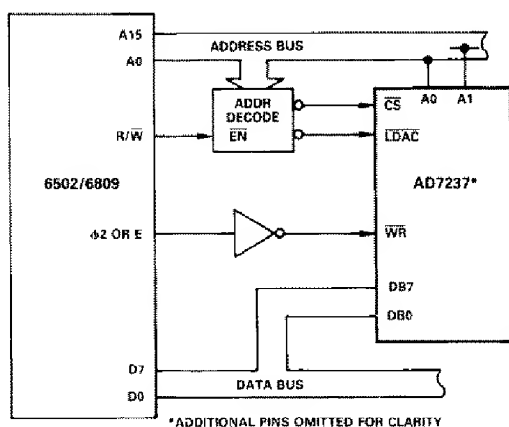 A15
ADDRESS BUS
A0
ADDR
DECODE
EN
CS
A0 A1
LDAC
R/W
6502/6809
AD7237*
ϕ2 OR E
WR
DB7
DB0
D7
DATA BUS
D0
*ADDITIONAL PINS OMITTED FOR CLARITY